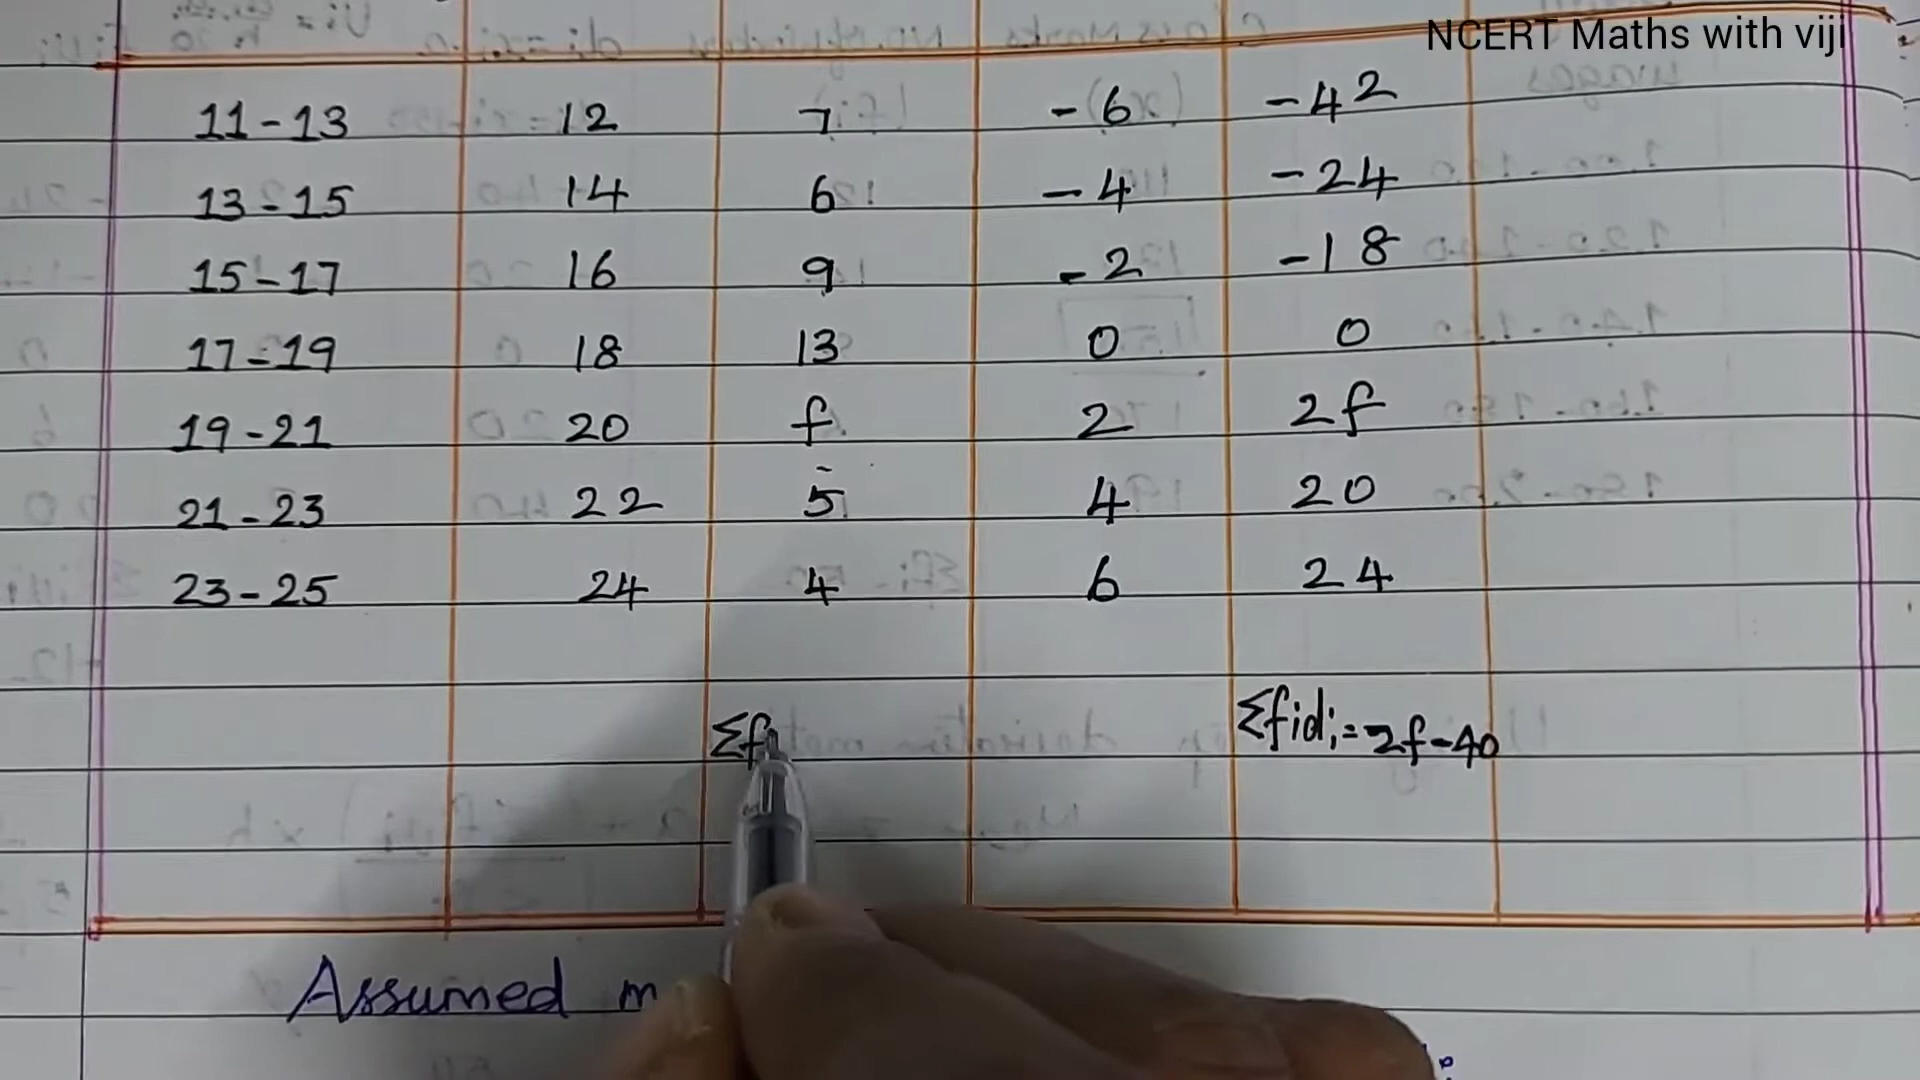 NCERT Maths with viji
11-13 12 7 -6 -42
13-15 14 6 -4 -24
15-17 16 9 -2 -18
17-19 18 13 0 0
19-21 20 f 2 2f
21-23 22 5 4 20
23-25 24 4 6 24
Σf Σfidi=2f-40
Assumed m